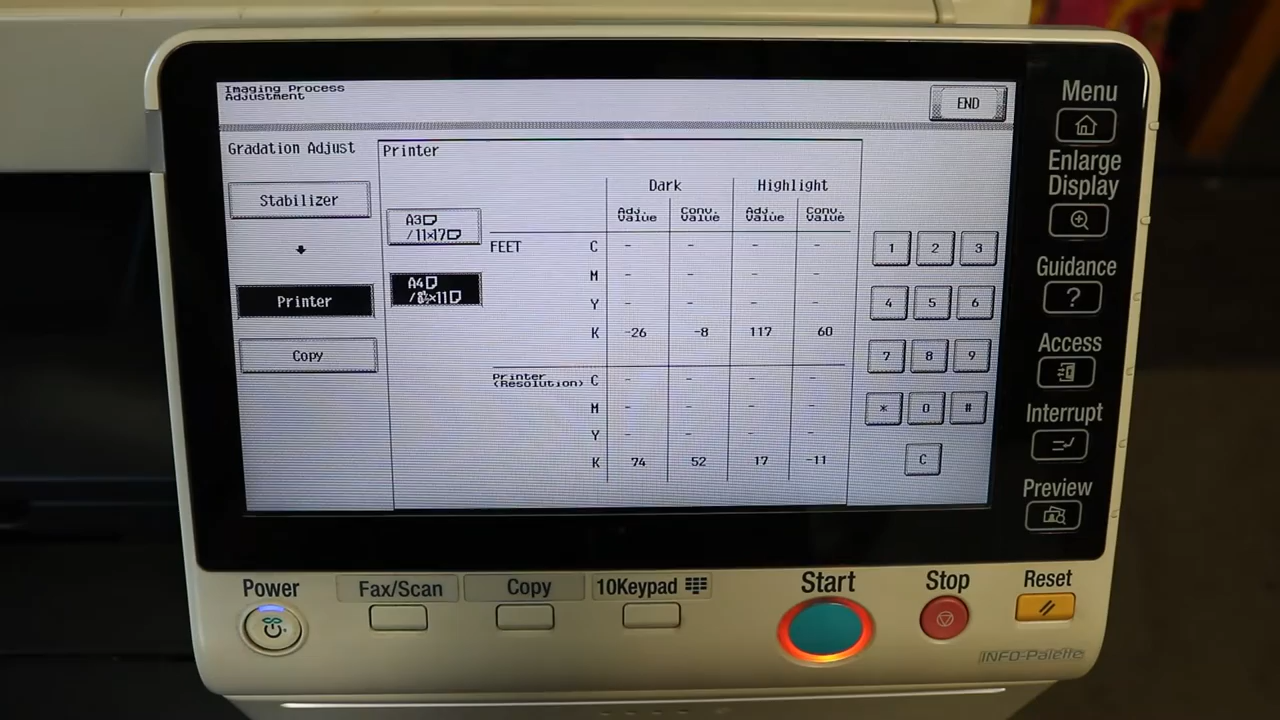 Imaging Process
Adjustment
END
Gradation Adjust
Stabilizer
Printer
Copy
Printer
A3
/11×17
A4
/8½×11
Dark
Highlight
Adj. Value
Conv. Value
Adj. Value
Conv. Value
FEET C - - - -
M - - - -
Y - - - -
K -26 -8 117 60
Printer (Resolution) C - - - -
M - - - -
Y - - - -
K 74 52 17 -11
1 2 3
4 5 6
7 8 9
* 0 #
C
Menu
Enlarge
Display
Guidance
?
Access
Interrupt
Preview
Power
Fax/Scan
Copy
10Keypad
Start
Stop
Reset
INFO-Palette